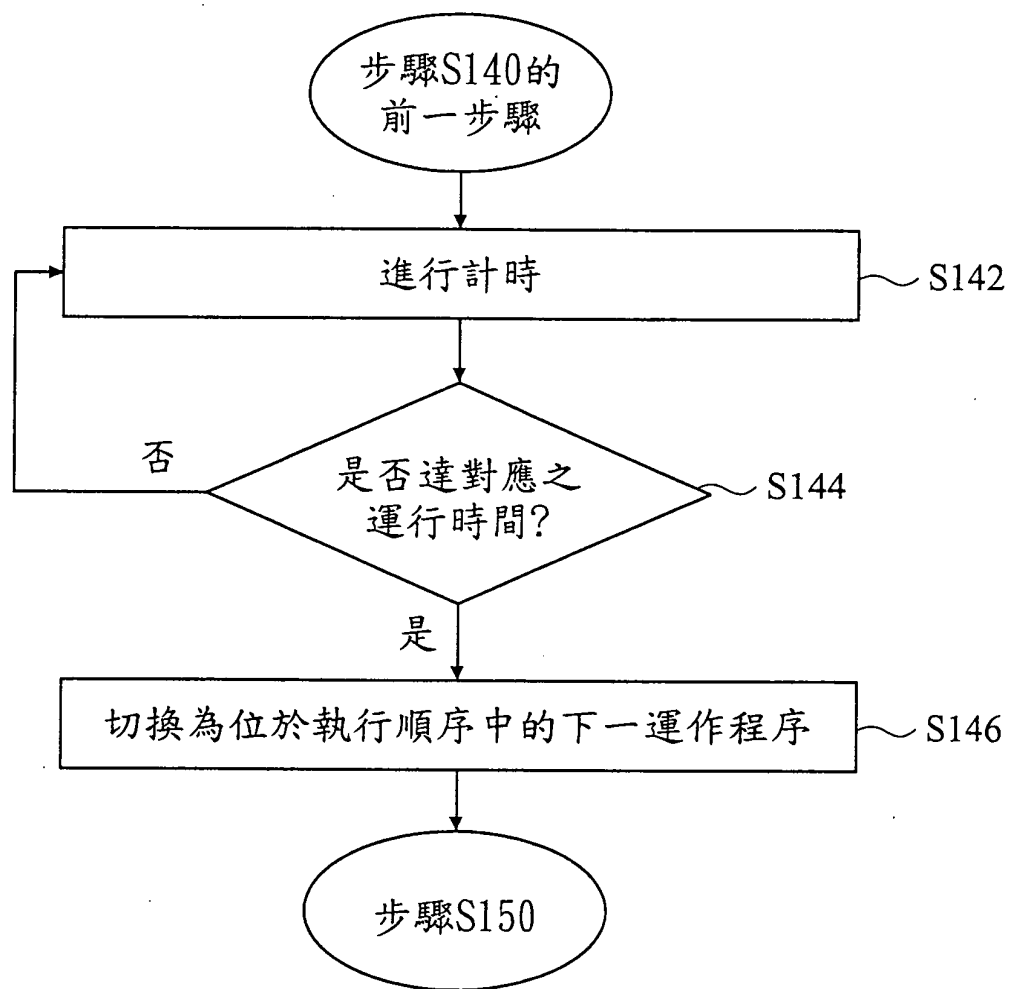 步驟S140的
前一步驟
進行計時
S142
否
是否達對應之
運行時間?
S144
是
切換為位於執行順序中的下一運作程序
S146
步驟S150